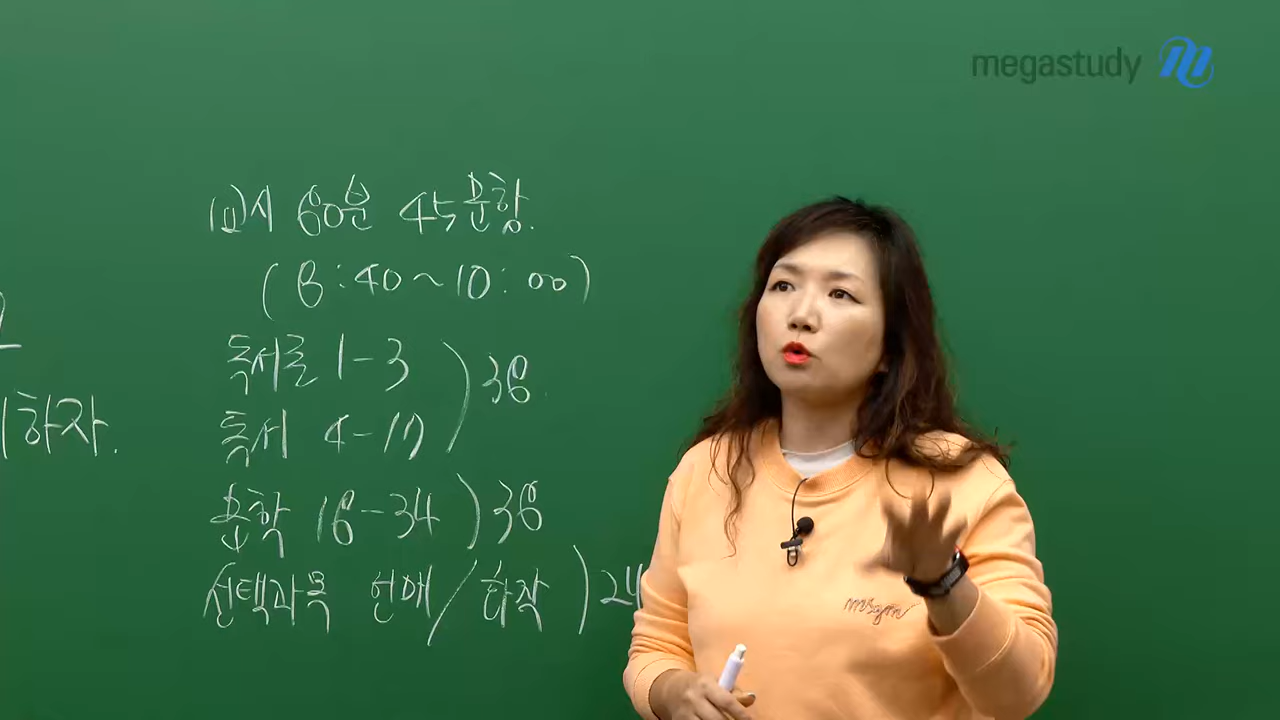 megastudy
1교시 80분 45문항.
(8:40~10:00)
독서론 1-3
독서 4-17 ) 38
문학 18-34 ) 38
선택과목 언매/화작 ) 24
하자.
msgm